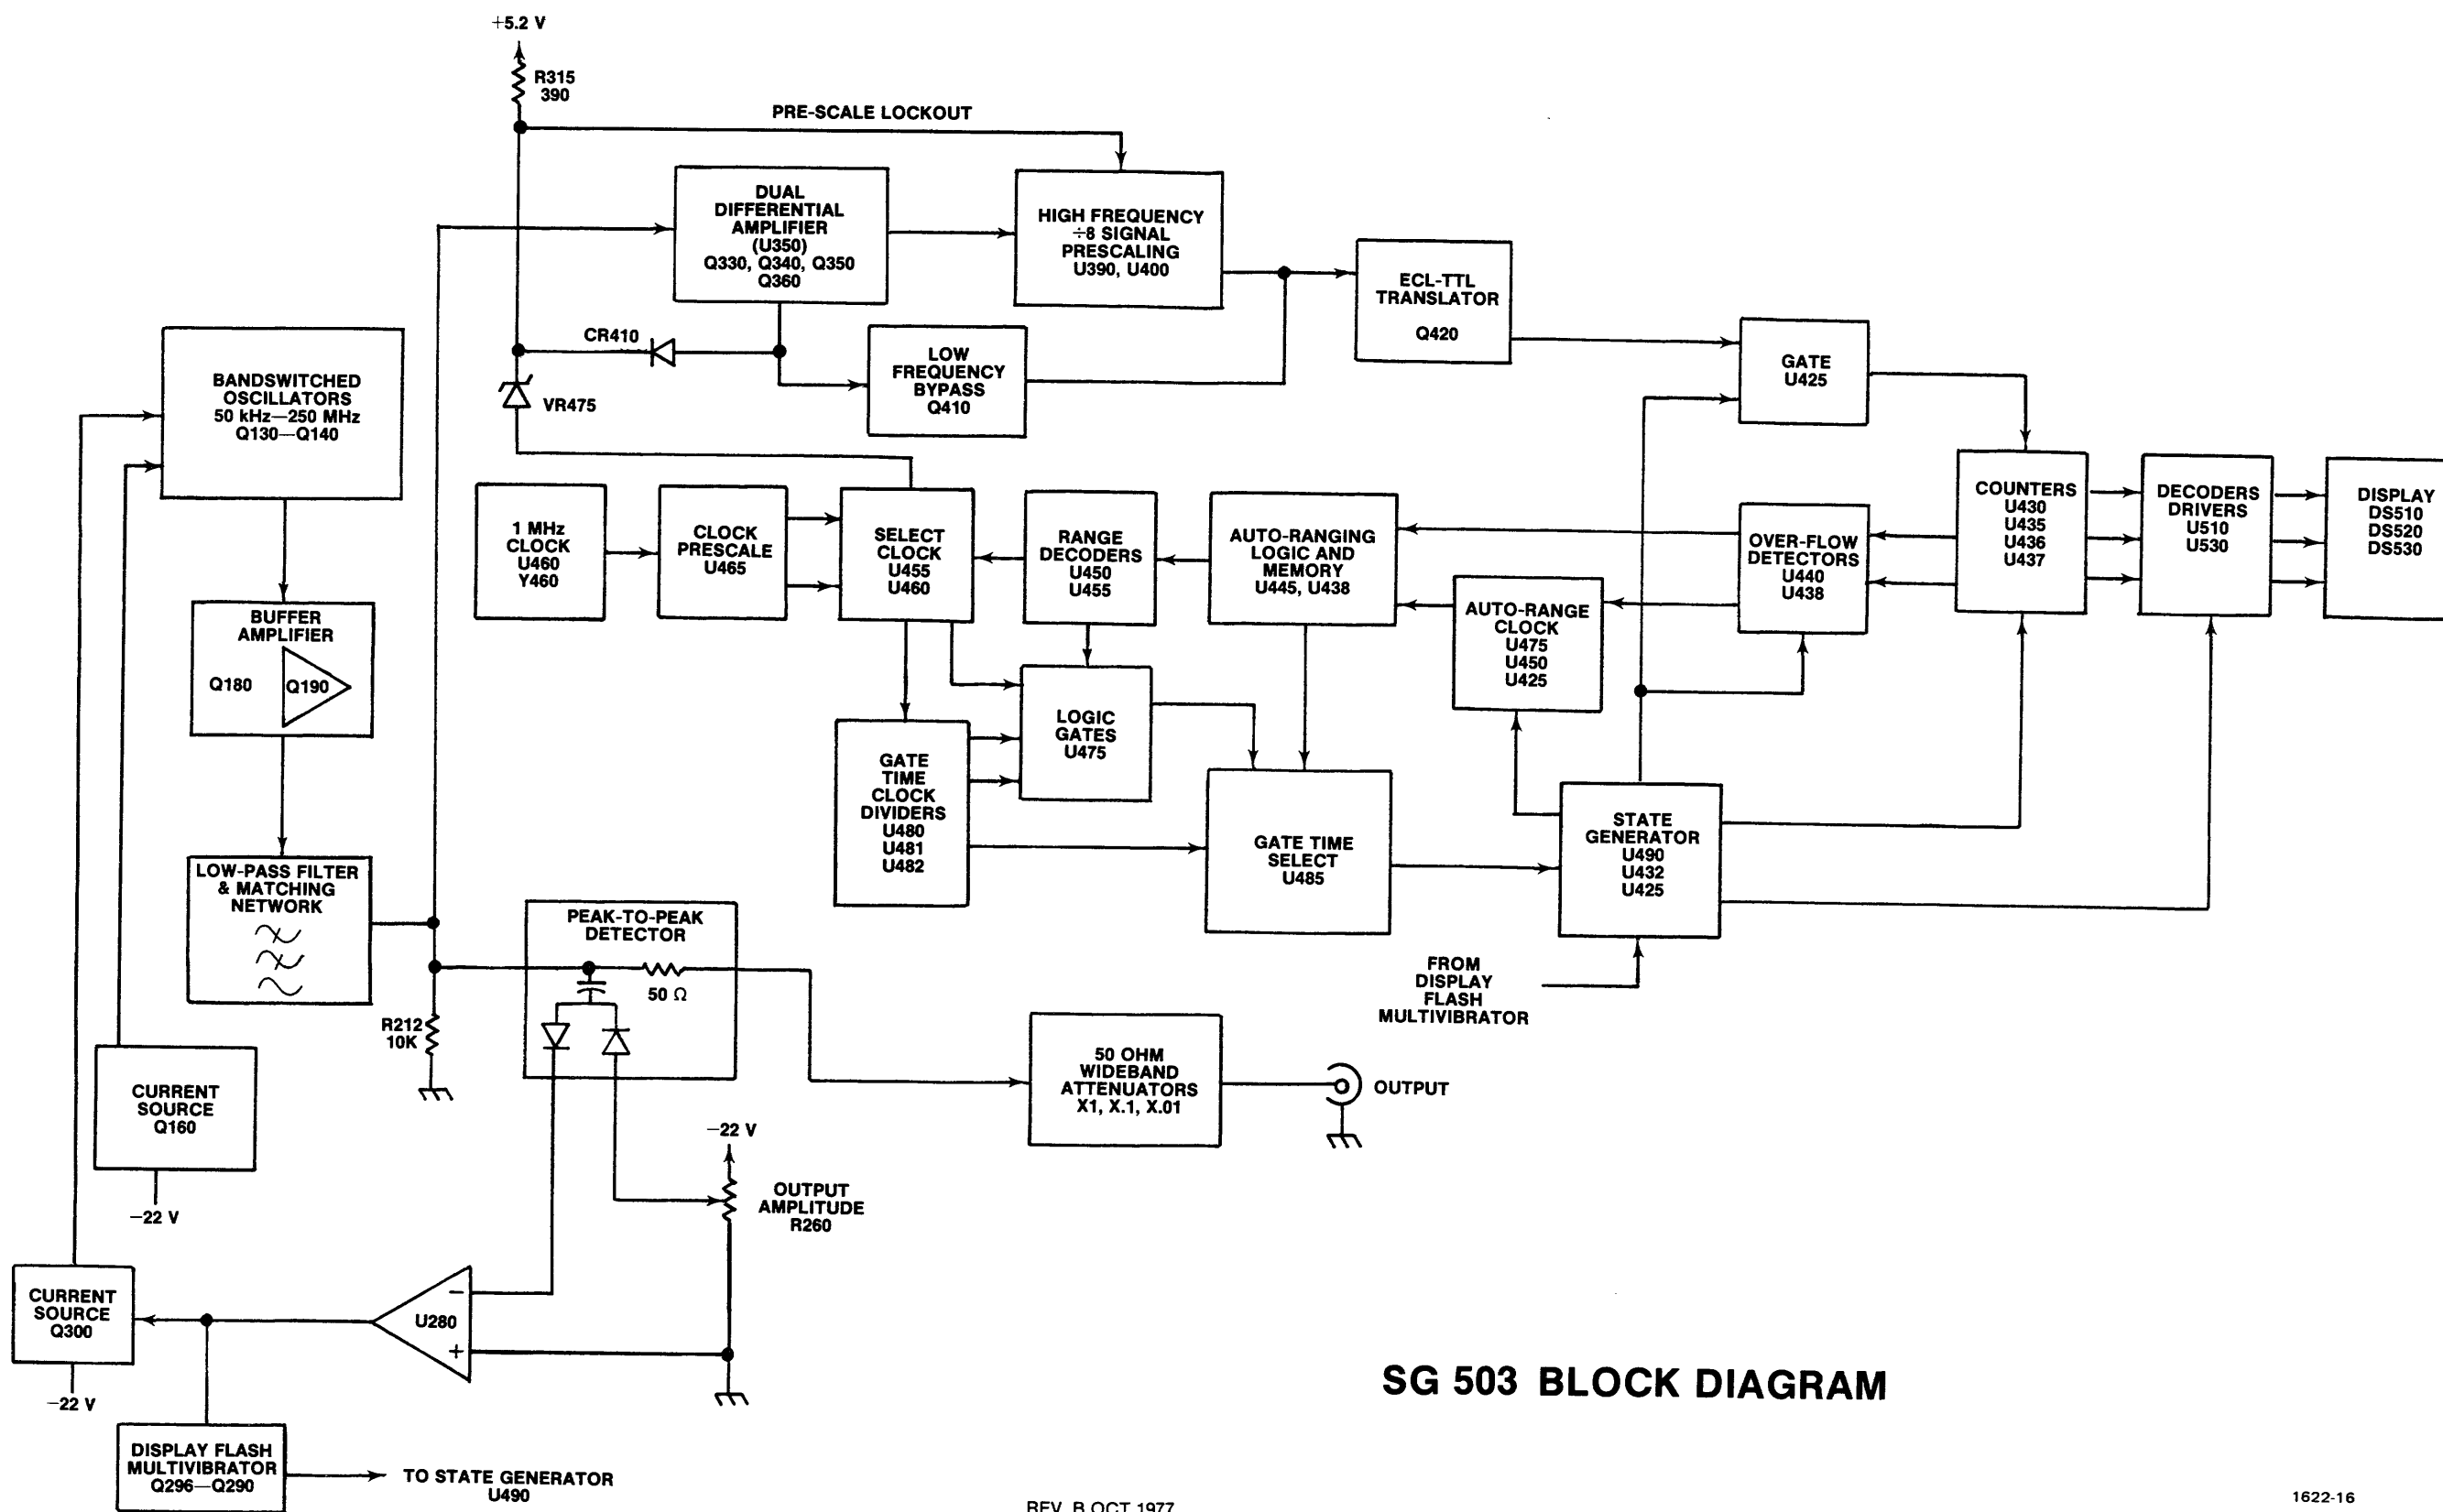 +5.2 V
R315
390
PRE-SCALE LOCKOUT
DUAL
DIFFERENTIAL
AMPLIFIER
(U350)
Q330, Q340, Q350
Q360
HIGH FREQUENCY
÷8 SIGNAL
PRESCALING
U390, U400
ECL-TTL
TRANSLATOR
Q420
GATE
U425
CR410
LOW
FREQUENCY
BYPASS
Q410
VR475
BANDSWITCHED
OSCILLATORS
50 kHz—250 MHz
Q130—Q140
1 MHz
CLOCK
U460
Y460
CLOCK
PRESCALE
U465
SELECT
CLOCK
U455
U460
RANGE
DECODERS
U450
U455
AUTO-RANGING
LOGIC AND
MEMORY
U445, U438
AUTO-RANGE
CLOCK
U475
U450
U425
OVER-FLOW
DETECTORS
U440
U438
COUNTERS
U430
U435
U436
U437
DECODERS
DRIVERS
U510
U530
DISPLAY
DS510
DS520
DS530
BUFFER
AMPLIFIER
Q180
Q190
LOGIC
GATES
U475
GATE
TIME
CLOCK
DIVIDERS
U480
U481
U482
GATE TIME
SELECT
U485
STATE
GENERATOR
U490
U432
U425
LOW-PASS FILTER
& MATCHING
NETWORK
PEAK-TO-PEAK
DETECTOR
50 Ω
R212
10K
FROM
DISPLAY
FLASH
MULTIVIBRATOR
50 OHM
WIDEBAND
ATTENUATORS
X1, X.1, X.01
OUTPUT
CURRENT
SOURCE
Q160
−22 V
−22 V
OUTPUT
AMPLITUDE
R260
CURRENT
SOURCE
Q300
−22 V
−
U280
+
DISPLAY FLASH
MULTIVIBRATOR
Q296—Q290
TO STATE GENERATOR
U490
SG 503 BLOCK DIAGRAM
REV. B OCT 1977
1622-16